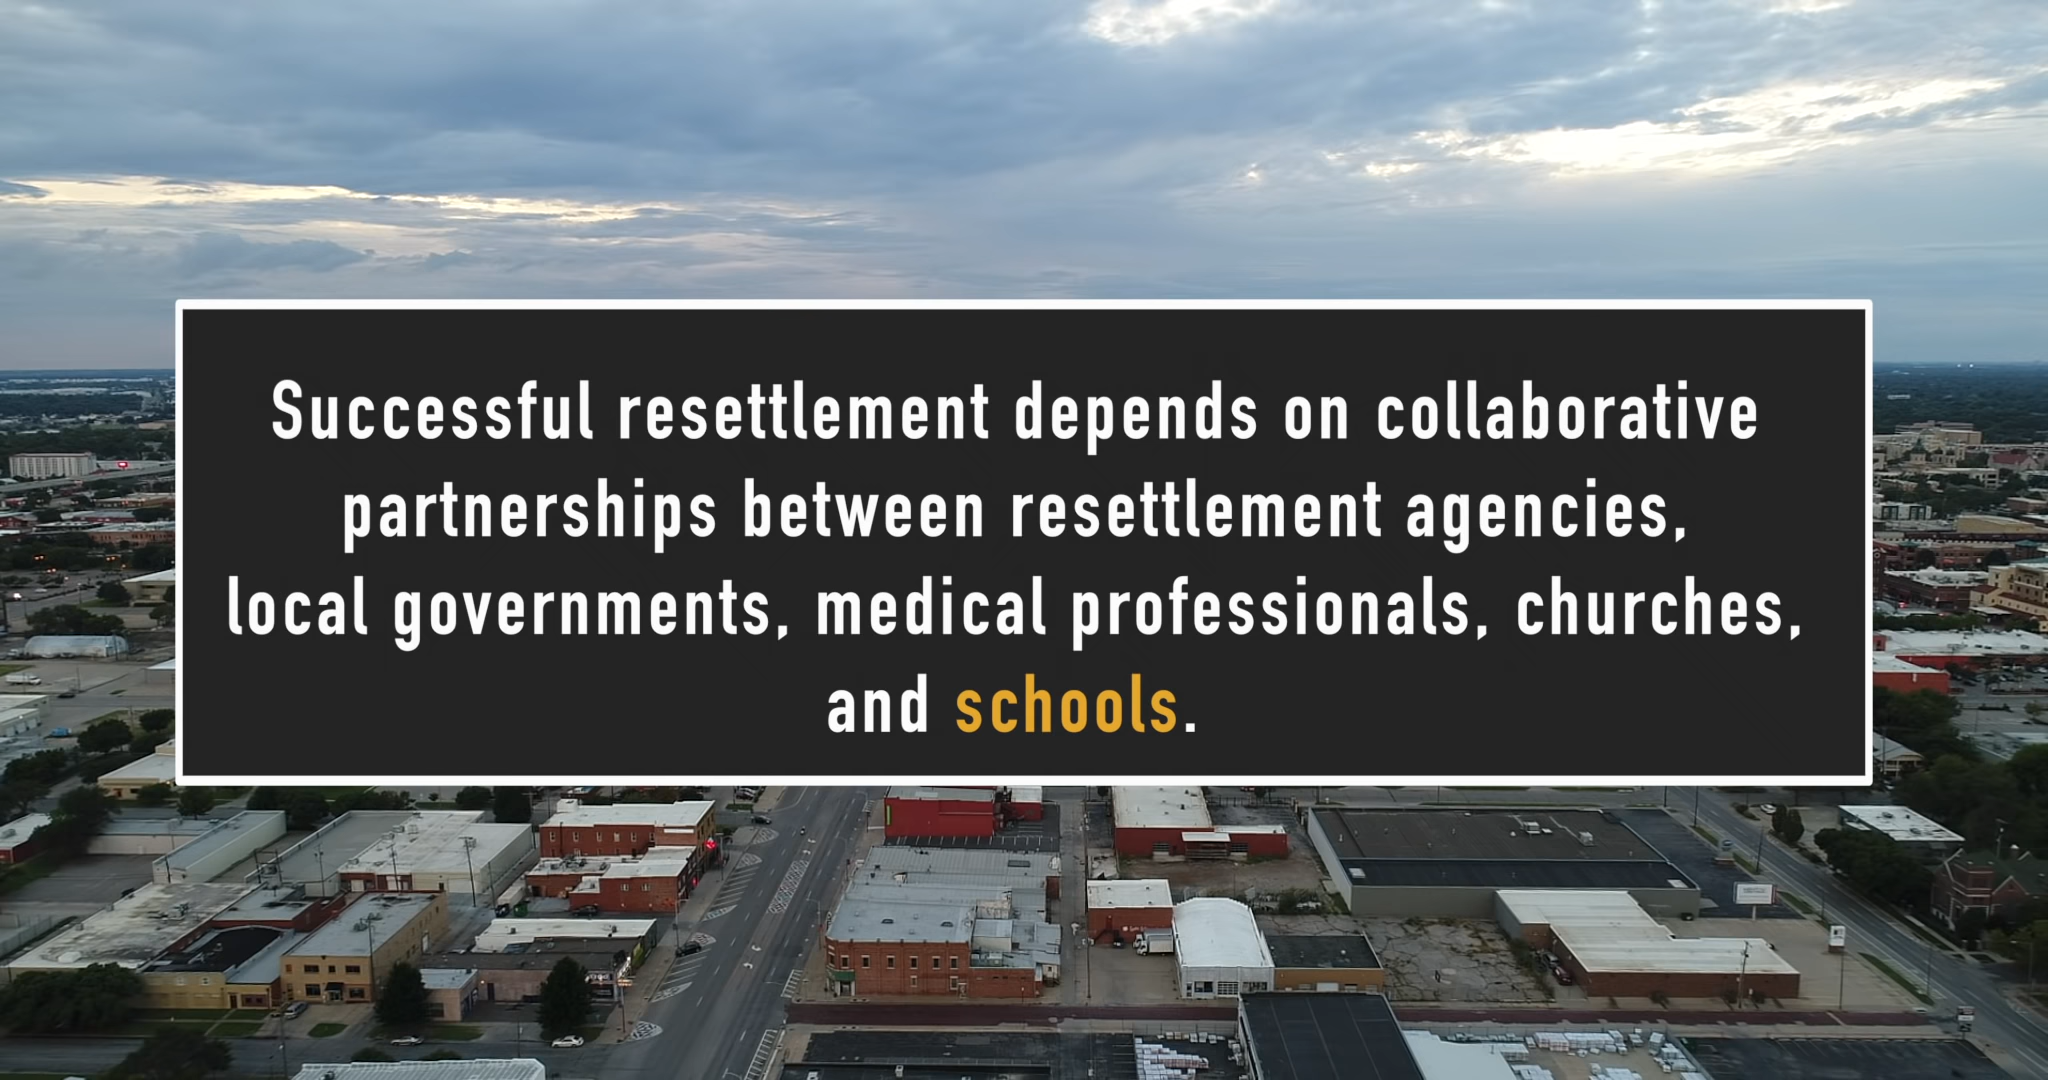 Successful resettlement depends on collaborative
partnerships between resettlement agencies,
local governments, medical professionals, churches,
and schools.